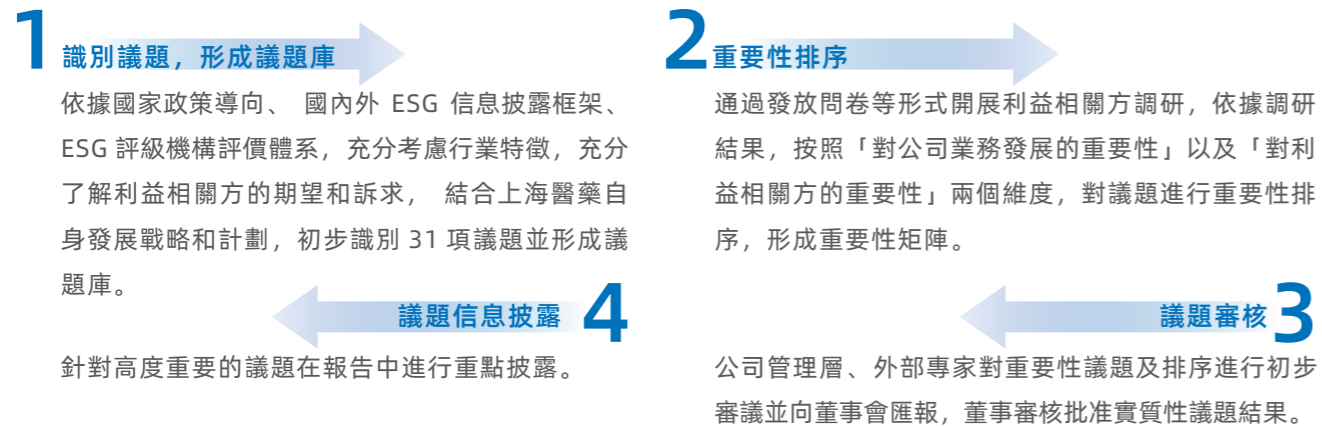 1
識別議題，形成議題庫
依據國家政策導向、 國內外 ESG 信息披露框架、
ESG 評級機構評價體系，充分考慮行業特徵，充分
了解利益相關方的期望和訴求， 結合上海醫藥自
身發展戰略和計劃，初步識別 31 項議題並形成議
題庫。
2
重要性排序
通過發放問卷等形式開展利益相關方調研，依據調研
結果，按照「對公司業務發展的重要性」以及「對利
益相關方的重要性」兩個維度，對議題進行重要性排
序，形成重要性矩陣。
議題審核
3
公司管理層、外部專家對重要性議題及排序進行初步
審議並向董事會匯報，董事審核批准實質性議題結果。
議題信息披露
4
針對高度重要的議題在報告中進行重點披露。